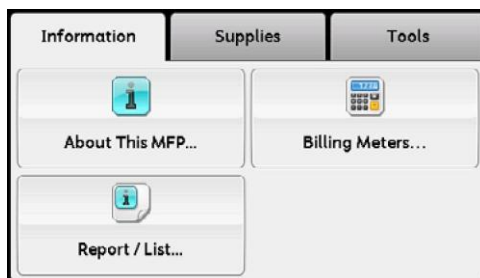 Information
Supplies
Tools
About This MFP...
Billing Meters...
Report / List...